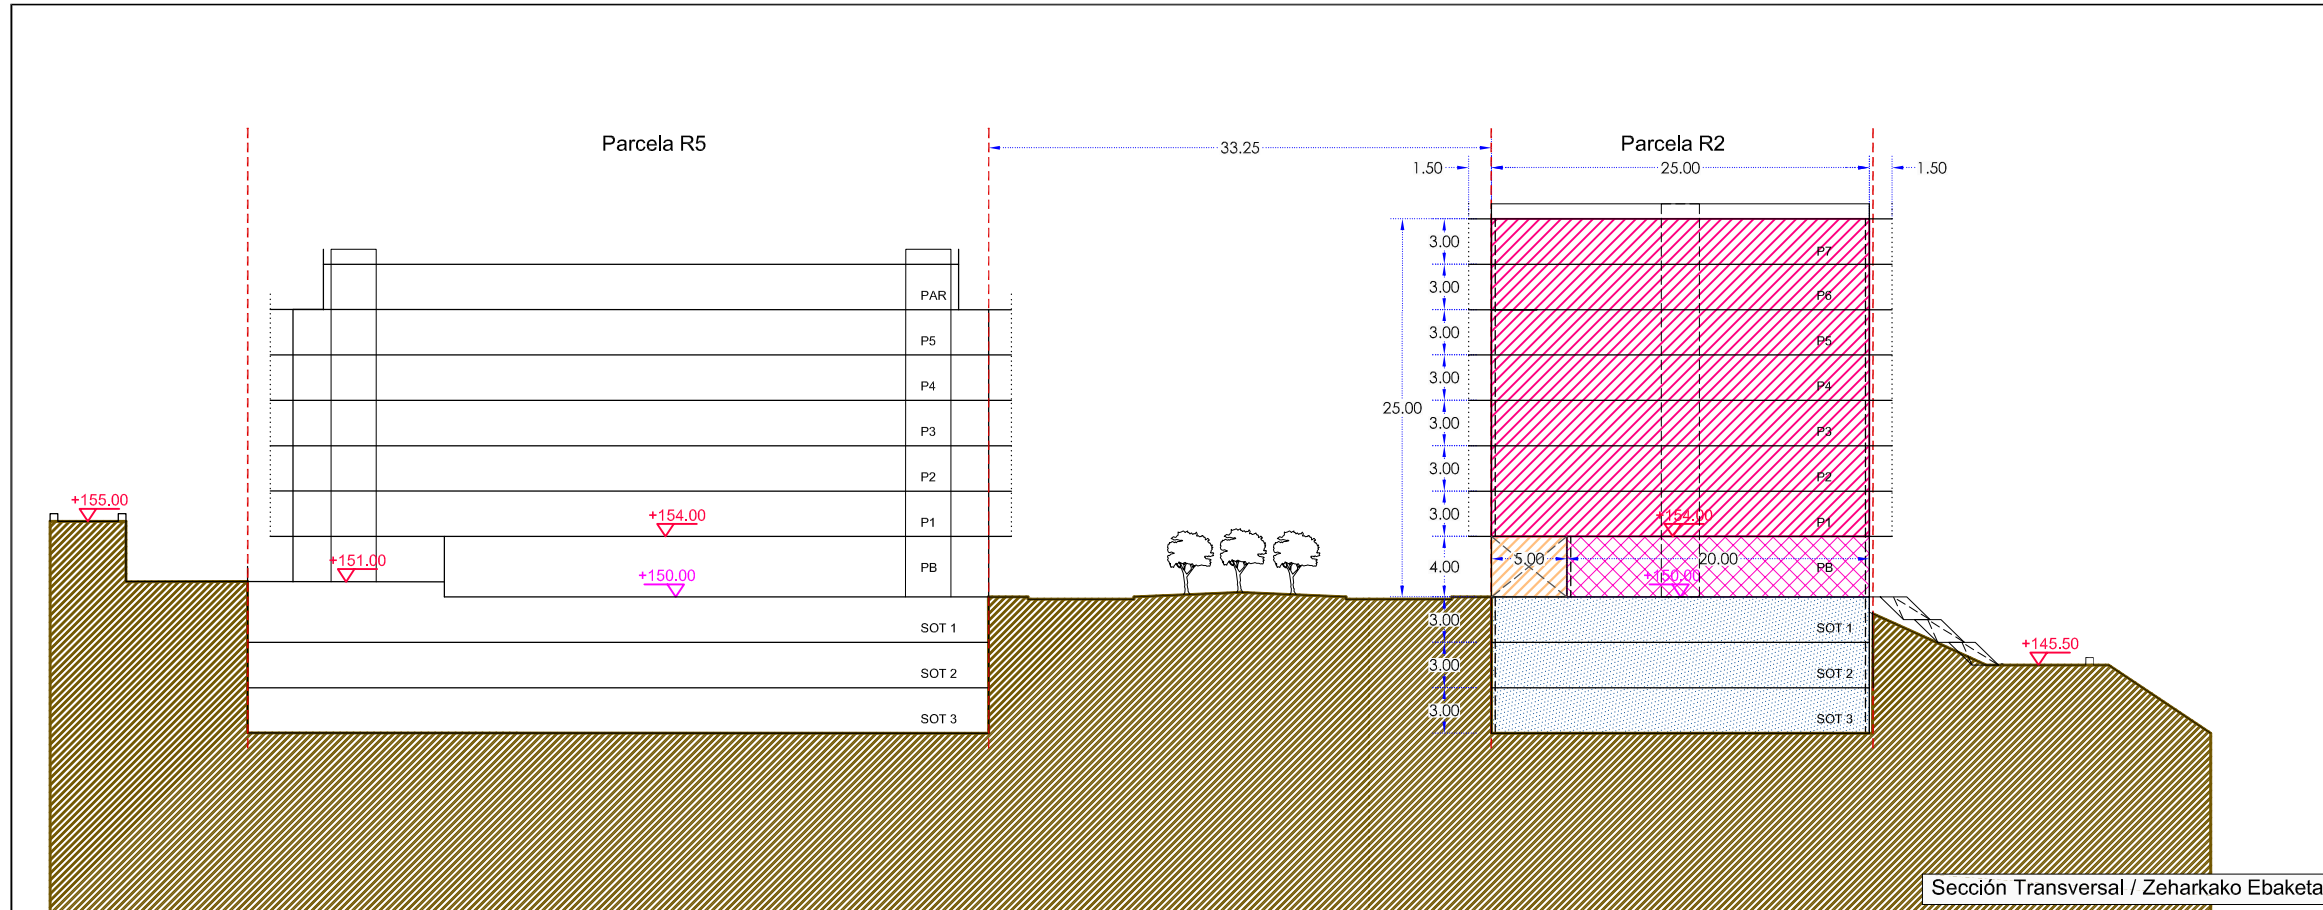 Parcela R5
33.25
Parcela R2
1.50
25.00
1.50
3.00
P7
PAR
3.00
P6
P5
3.00
P5
P4
3.00
P4
25.00
P3
3.00
P3
P2
3.00
P2
+155.00
+154.00
P1
3.00
+154.00
P1
+151.00
+150.00
PB
4.00
5.00
20.00
+150.00
PB
SOT 1
3.00
SOT 1
+145.50
SOT 2
3.00
SOT 2
SOT 3
3.00
SOT 3
Sección Transversal / Zeharkako Ebaketa